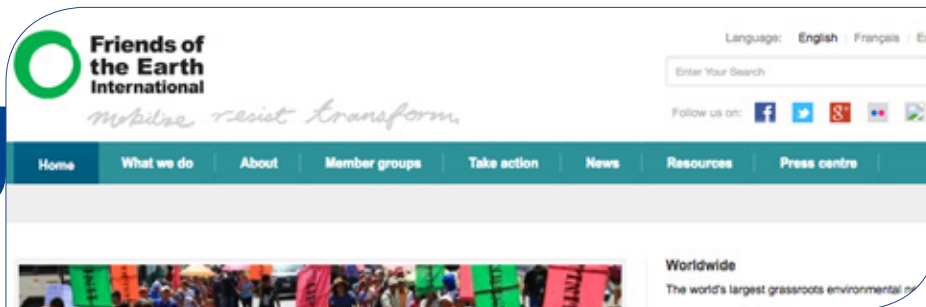 Friends of
the Earth
International
mobilise resist transform
Language: English Français
Enter Your Search
Follow us on:
Home What we do About Member groups Take action News Resources Press centre
Worldwide
The world's largest grassroots environmental